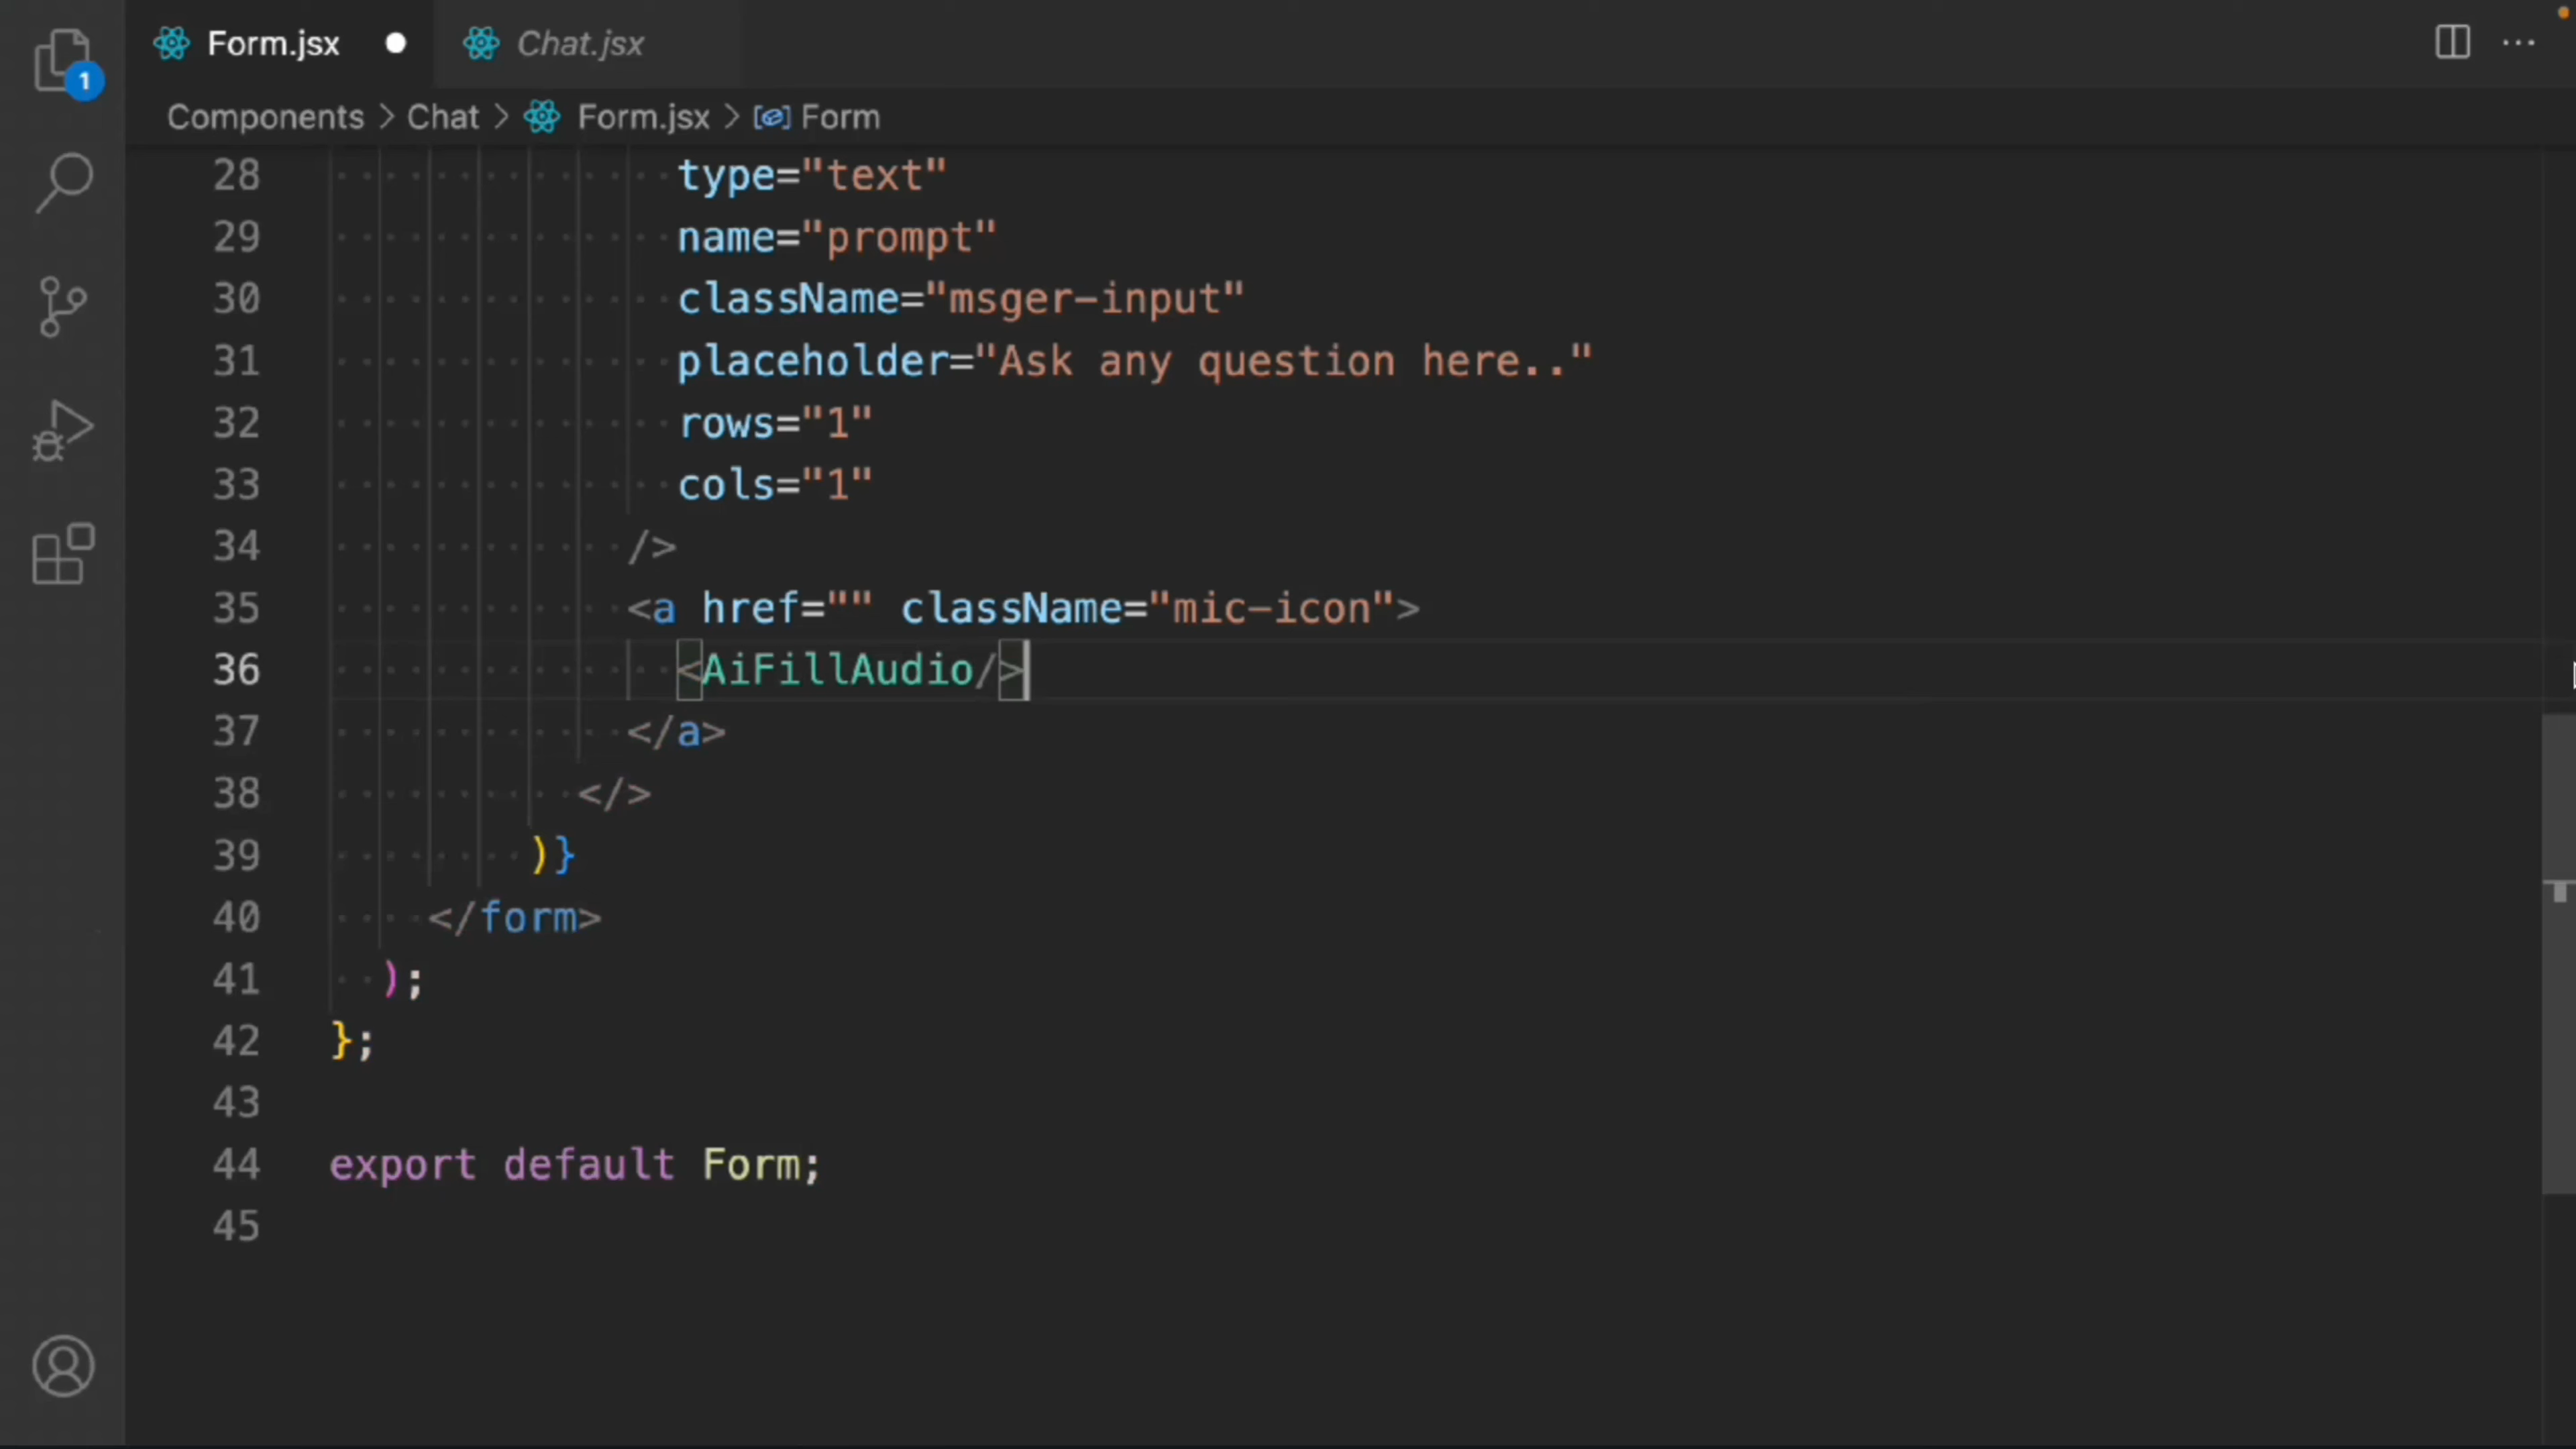 Form.jsx Chat.jsx
1
Components > Chat > Form.jsx > Form
28 type="text"
29 name="prompt"
30 className="msger-input"
31 placeholder="Ask any question here.."
32 rows="1"
33 cols="1"
34 />
35 <a href="" className="mic-icon">
36 <AiFillAudio/>
37 </a>
38 </>
39 )}
40 </form>
41 );
42 };
43
44 export default Form;
45